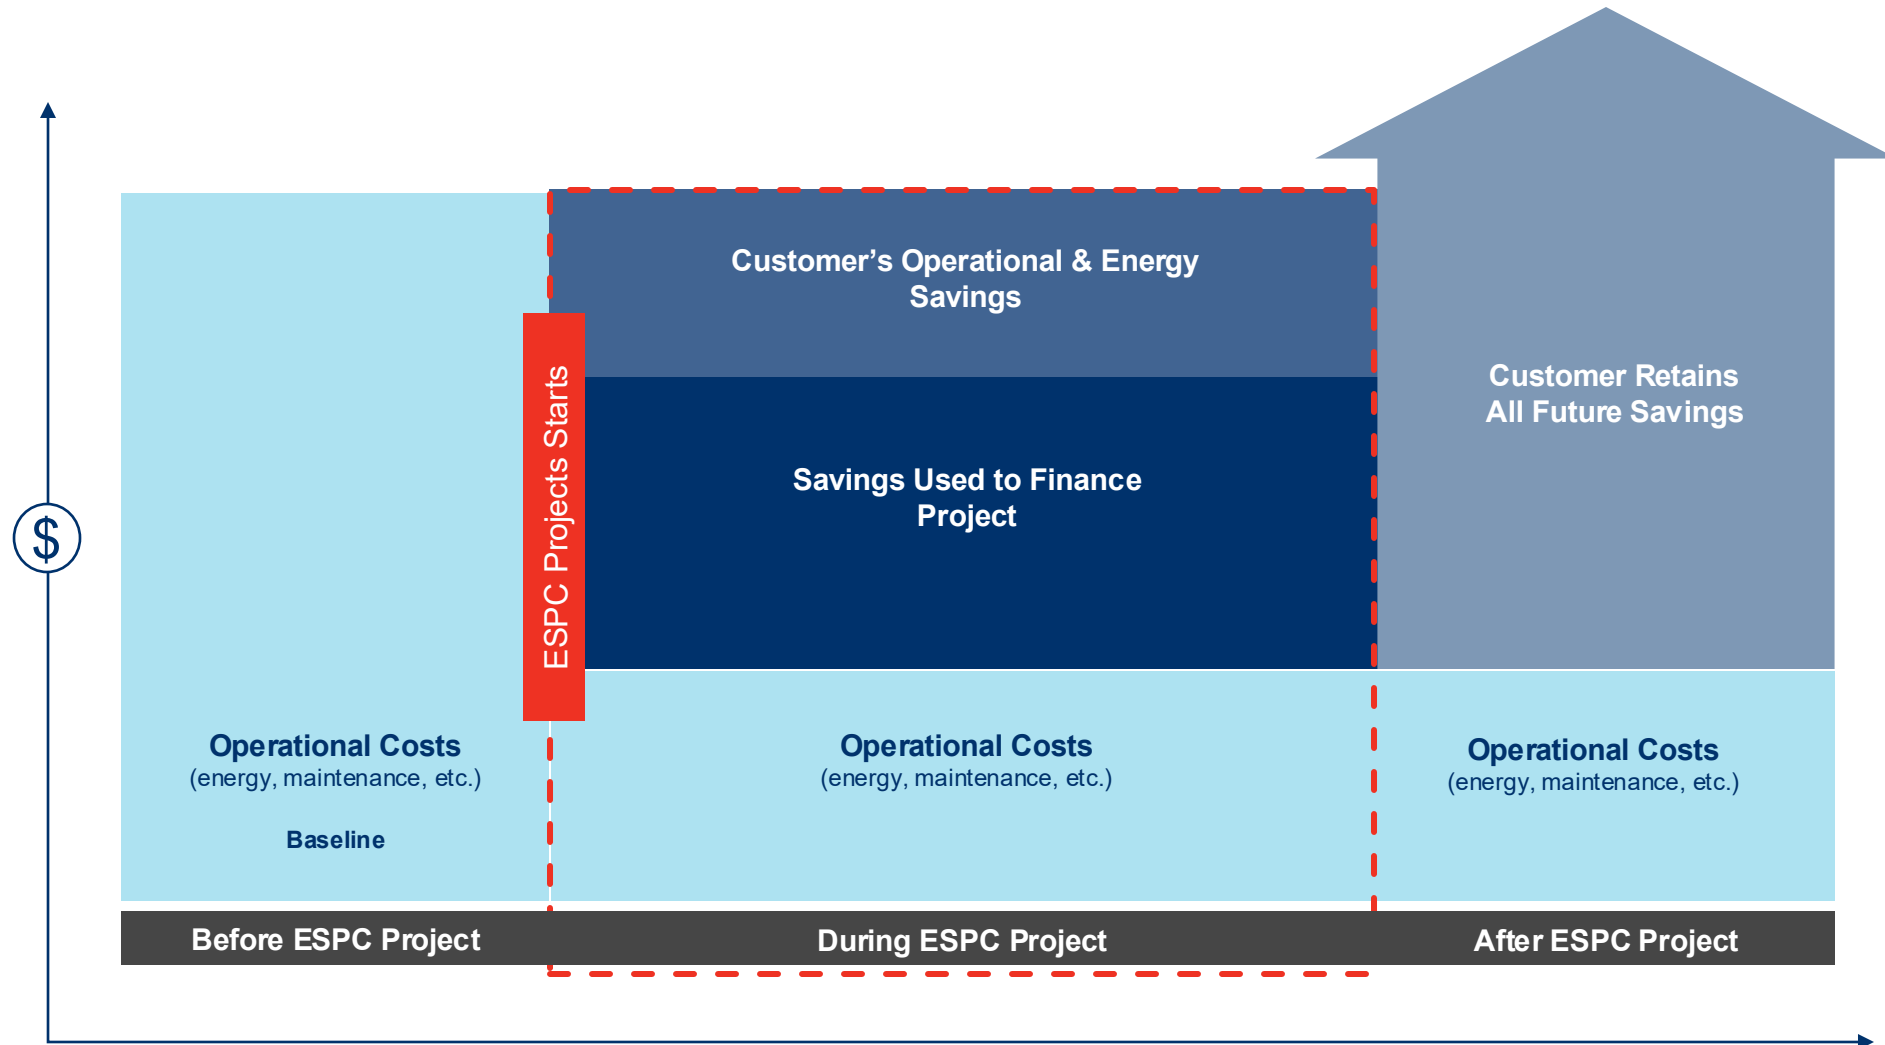 $
Operational Costs
(energy, maintenance, etc.)
Baseline
ESPC Projects Starts
Customer’s Operational & Energy
Savings
Savings Used to Finance
Project
Operational Costs
(energy, maintenance, etc.)
Customer Retains
All Future Savings
Operational Costs
(energy, maintenance, etc.)
Before ESPC Project
During ESPC Project
After ESPC Project